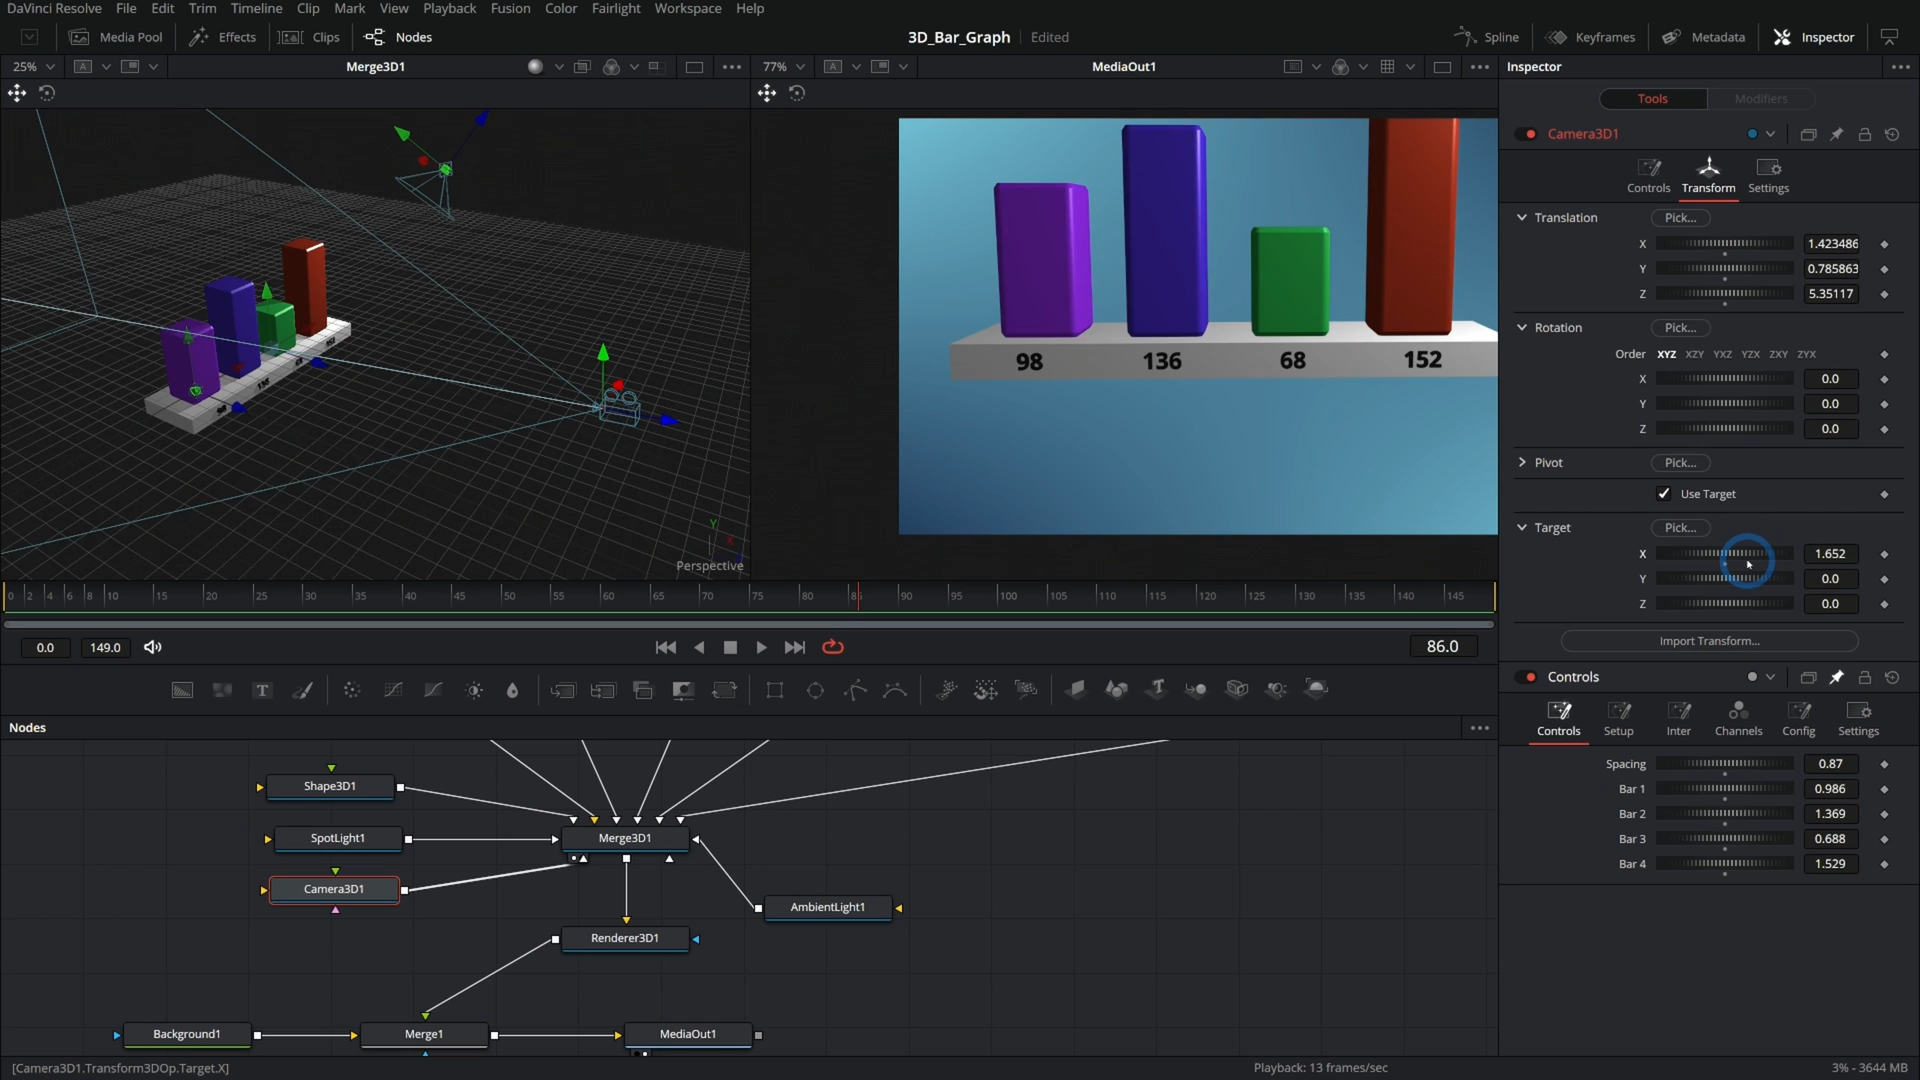 DaVinci Resolve File Edit Trim Timeline Clip Mark View Playback Fusion Color Fairlight Workspace Help
Media Pool Effects Clips Nodes 3D_Bar_Graph Edited Spline Keyframes Metadata Inspector
25% A Merge3D1 77% A MediaOut1 Inspector
Tools Modifiers
Camera3D1
Controls Transform Settings
Translation Pick...
X 1.423486
Y 0.785863
Z 5.35117
Rotation Pick...
Order XYZ XZY YXZ YZX ZXY ZYX
X 0.0
Y 0.0
Z 0.0
Pivot Pick...
Use Target
Target Pick...
X 1.652
Y 0.0
Z 0.0
Import Transform...
98 136 68 152
98 136 68 152
Y
X
Perspective
0 2 4 6 8 10 15 20 25 30 35 40 45 50 55 60 65 70 75 80 90 95 100 105 110 115 120 125 130 135 140 145
0.0 149.0 86.0
T T
Nodes
Controls
Controls Setup Inter Channels Config Settings
Spacing 0.87
Bar 1 0.986
Bar 2 1.369
Bar 3 0.688
Bar 4 1.529
Shape3D1
SpotLight1 Merge3D1
Camera3D1
AmbientLight1
Renderer3D1
Background1 Merge1 MediaOut1
[Camera3D1.Transform3DOp.Target.X] Playback: 13 frames/sec 3% - 3644 MB